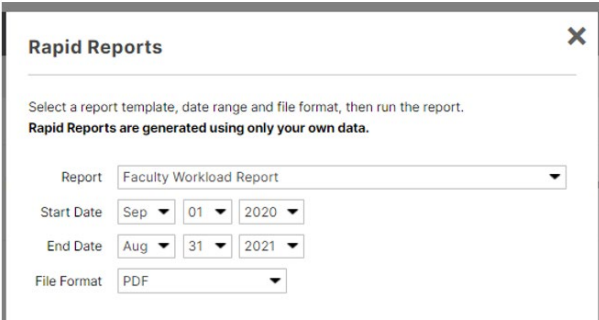 Rapid Reports
Select a report template, date range and file format, then run the report.
Rapid Reports are generated using only your own data.
Report Faculty Workload Report
Start Date Sep 01 2020
End Date Aug 31 2021
File Format PDF